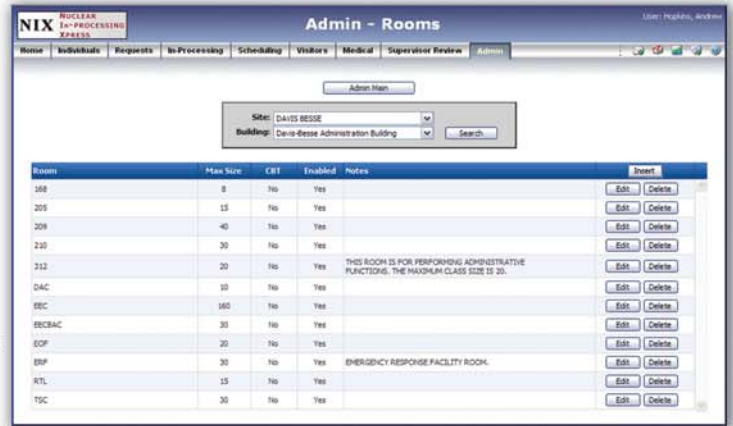 NIX NUCLEAR
IN-PROCESSING
XPRESS
Admin - Rooms
User: Hopkins, Andrew
Home Individuals Requests In-Processing Scheduling Visitors Medical Supervisor Review Admin
Admin Main
Site: DAVIS BESSE
Building: Davis-Besse Administration Building Search
Room Max Size CBT Enabled Notes Insert
168 8 No Yes Edit Delete
205 15 No Yes Edit Delete
209 40 No Yes Edit Delete
210 30 No Yes Edit Delete
312 20 No Yes THIS ROOM IS FOR PERFORMING ADMINISTRATIVE
FUNCTIONS. THE MAXIMUM CLASS SIZE IS 20. Edit Delete
DAC 10 No Yes Edit Delete
EEC 160 No Yes Edit Delete
EECBAC 30 No Yes Edit Delete
EOF 20 No Yes Edit Delete
ERF 30 No Yes EMERGENCY RESPONSE FACILITY ROOM. Edit Delete
RTL 15 No Yes Edit Delete
TSC 30 No Yes Edit Delete